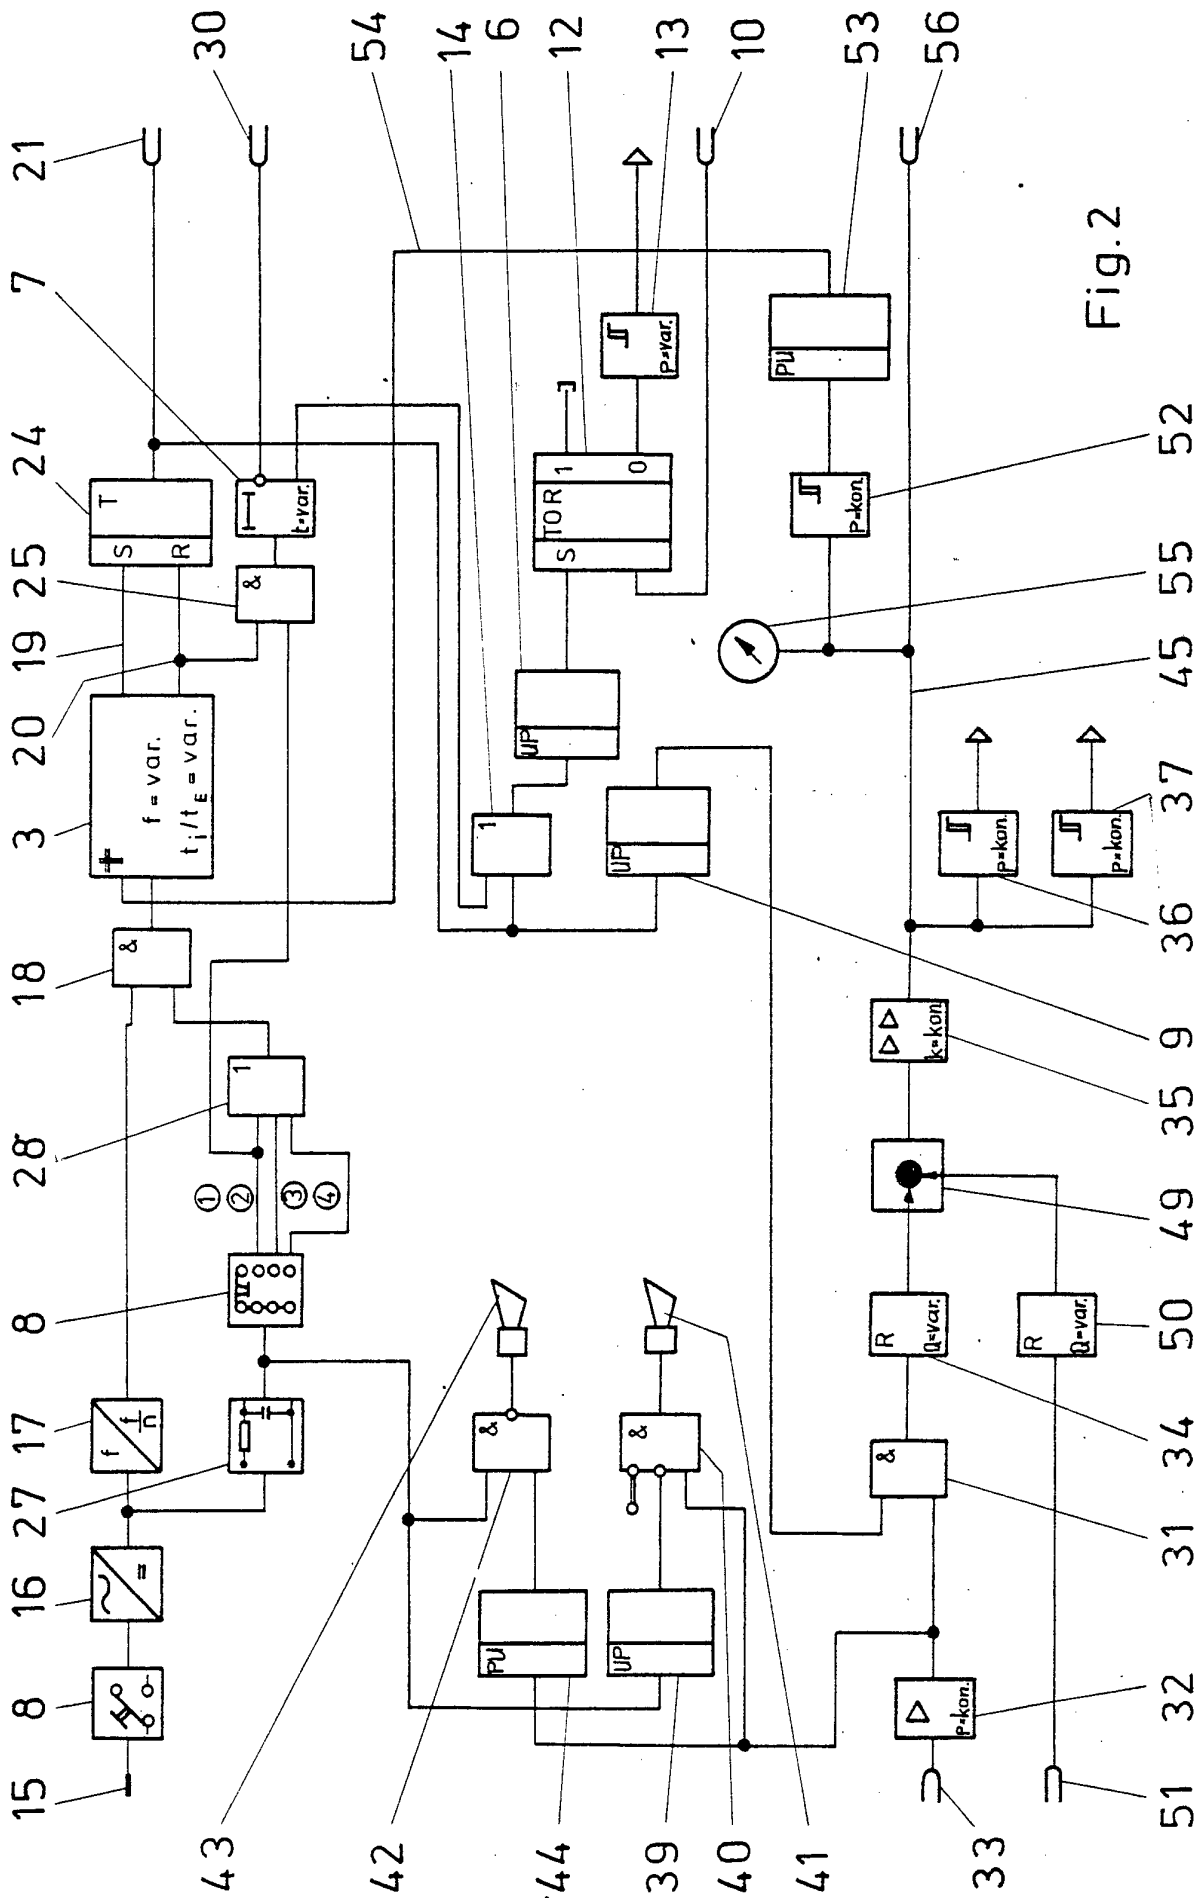 15
8
16
17
27
8
28
18
3
20
19
25
24
7
21
30
=
f
f/n
①
②
③
④
1
&
f = var.
ti/tE = var.
S
R
T
&
t=var.
54
14
6
12
13
10
53
56
43
42
44
39
40
41
PU
UP
&
&
1
UP
UP
S
TOR
1
0
P=var.
PU
P=kon.
P=kon.
&
R
Q=var.
R
Q=var.
k=kon.
P=kon.
P=kon.
33
51
32
31
34
50
49
35
9
36
37
45
55
52
Fig. 2